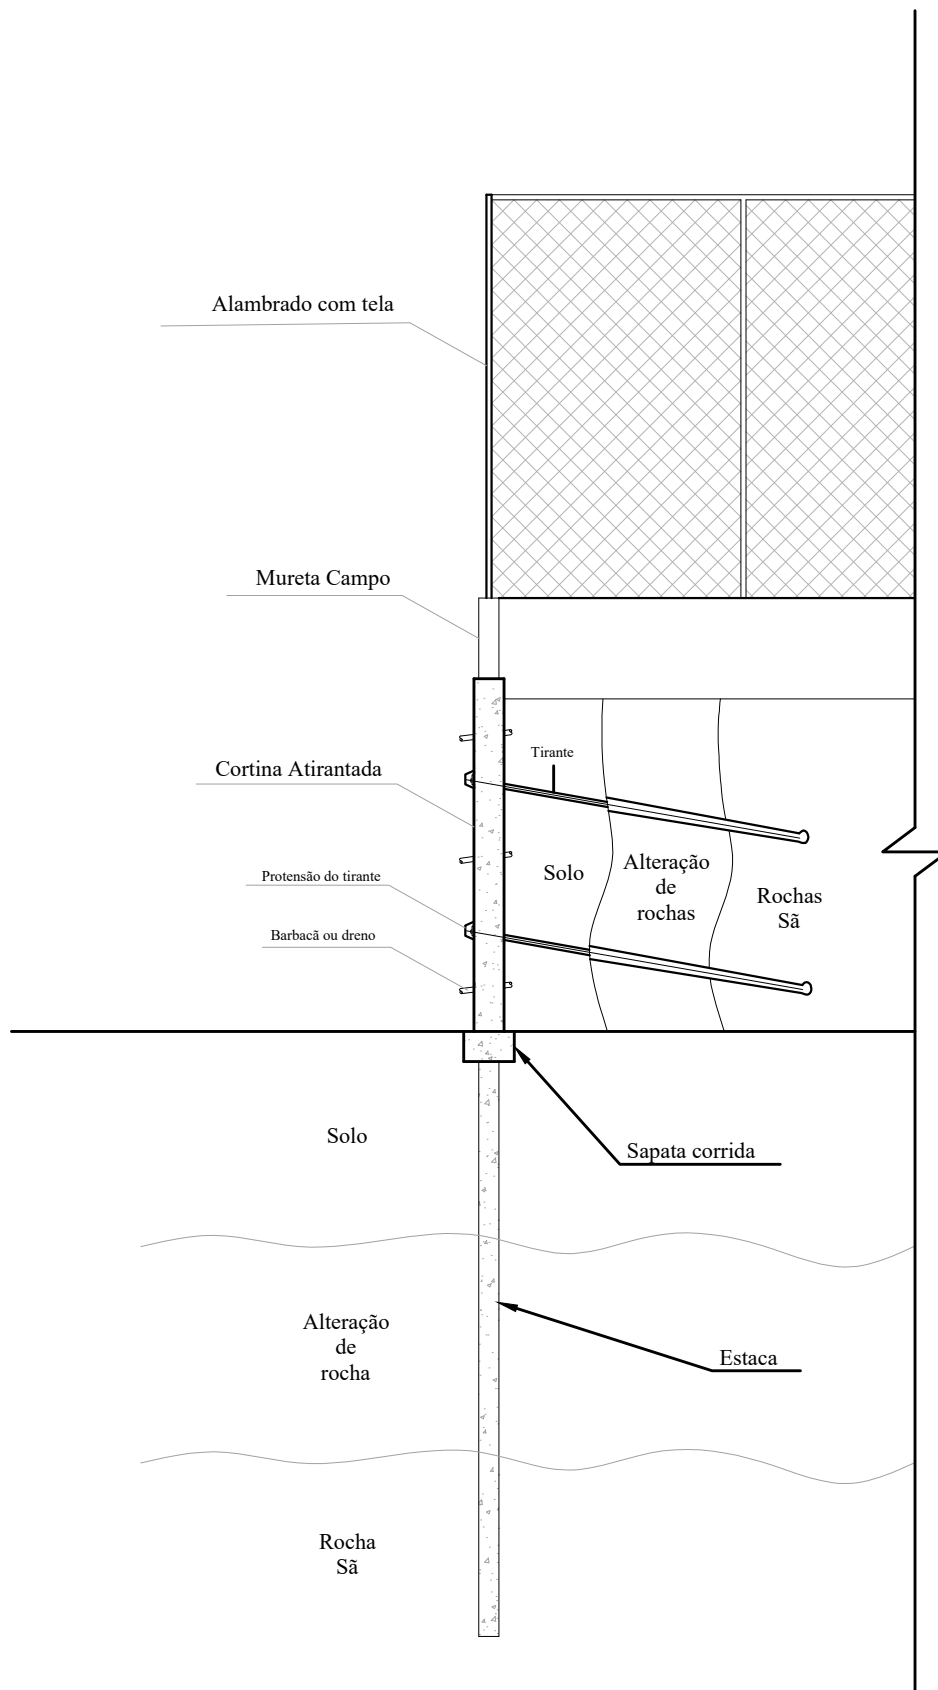 Alambrado com tela
Mureta Campo
Tirante
Cortina Atirantada
Solo
Alteração
de
rochas
Protensão do tirante
Rochas
Sã
Barbacã ou dreno
Solo
Sapata corrida
Alteração
de
rocha
Estaca
Rocha
Sã